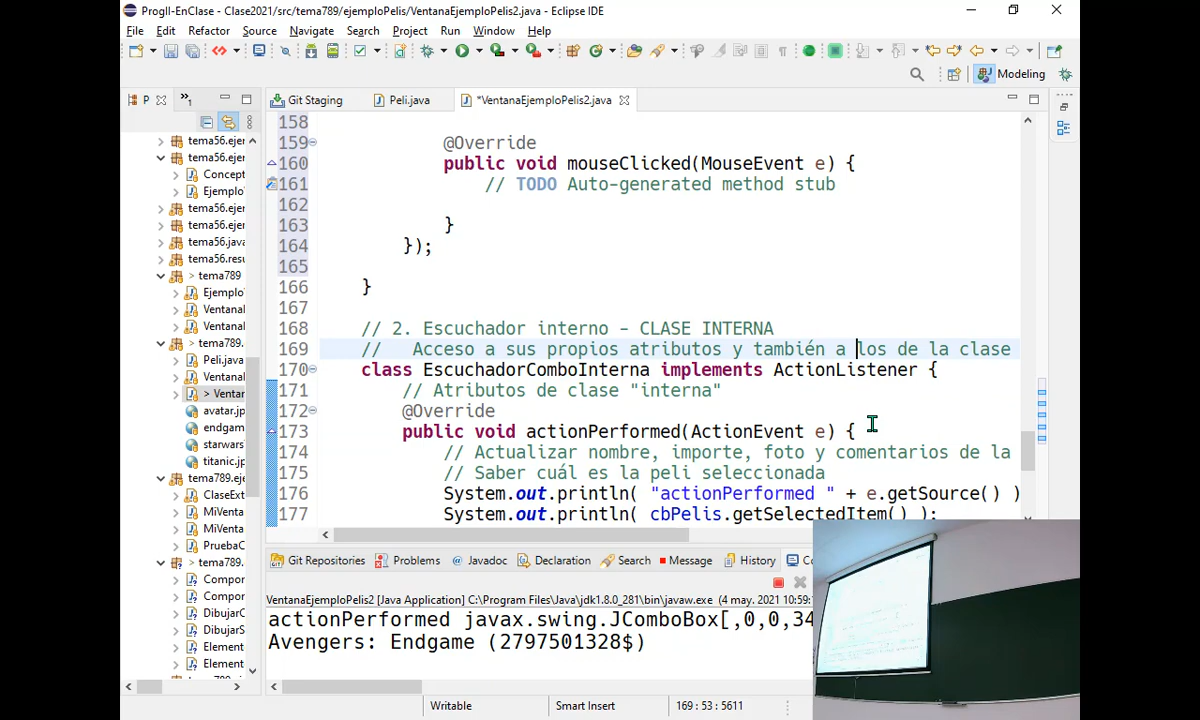 ProgII-EnClase - Clase2021/src/tema789/ejemploPelis/VentanaEjemploPelis2.java - Eclipse IDE
File Edit Refactor Source Navigate Search Project Run Window Help
Modeling
P
Git Staging Peli.java *VentanaEjemploPelis2.java
tema56.ejer
tema56.ejer
Concept
Ejemplo
tema56.ejer
tema56.ejer
tema56.java
tema56.resu
> tema789
EjemploT
Ventanal
Ventanal
> tema789.
Peli.java
Ventanal
> Ventar
avatar.jp
endgam
starwars
titanic.jp
tema789.eje
ClaseExt
MiVenta
MiVenta
PruebaC
> tema789.
Compor
Compor
DibujarC
DibujarS
Element
Element
158
159 @Override
160 public void mouseClicked(MouseEvent e) {
161 // TODO Auto-generated method stub
162
163 }
164 });
165
166 }
167
168 // 2. Escuchador interno - CLASE INTERNA
169 // Acceso a sus propios atributos y también a los de la clase
170 class EscuchadorComboInterna implements ActionListener {
171 // Atributos de clase "interna"
172 @Override
173 public void actionPerformed(ActionEvent e) {
174 // Actualizar nombre, importe, foto y comentarios de la
175 // Saber cuál es la peli seleccionada
176 System.out.println( "actionPerformed " + e.getSource() )
177 System.out.println( cbPelis.getSelectedItem() );
Git Repositories Problems Javadoc Declaration Search Message History Co
VentanaEjemploPelis2 [Java Application] C:\Program Files\Java\jdk1.8.0_281\bin\javaw.exe (4 may. 2021 10:59:
actionPerformed javax.swing.JComboBox[,0,0,34
Avengers: Endgame (2797501328$)
Writable Smart Insert 169 : 53 : 5611